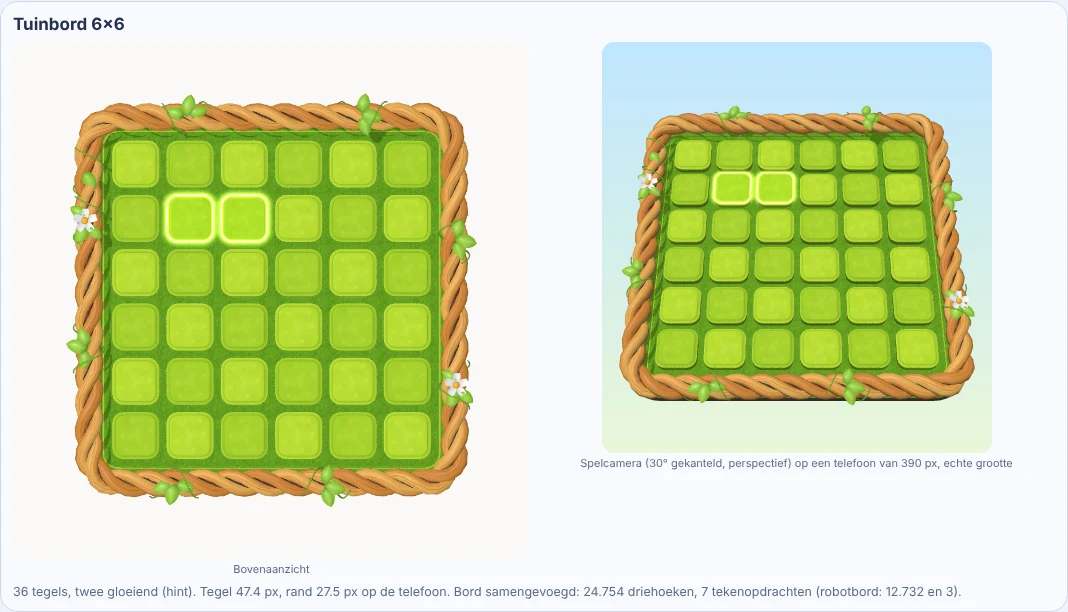 Tuinbord 6×6
Spelcamera (30° gekanteld, perspectief) op een telefoon van 390 px, echte grootte
Bovenaanzicht
36 tegels, twee gloeiend (hint). Tegel 47.4 px, rand 27.5 px op de telefoon. Bord samengevoegd: 24.754 driehoeken, 7 tekenopdrachten (robotbord: 12.732 en 3).